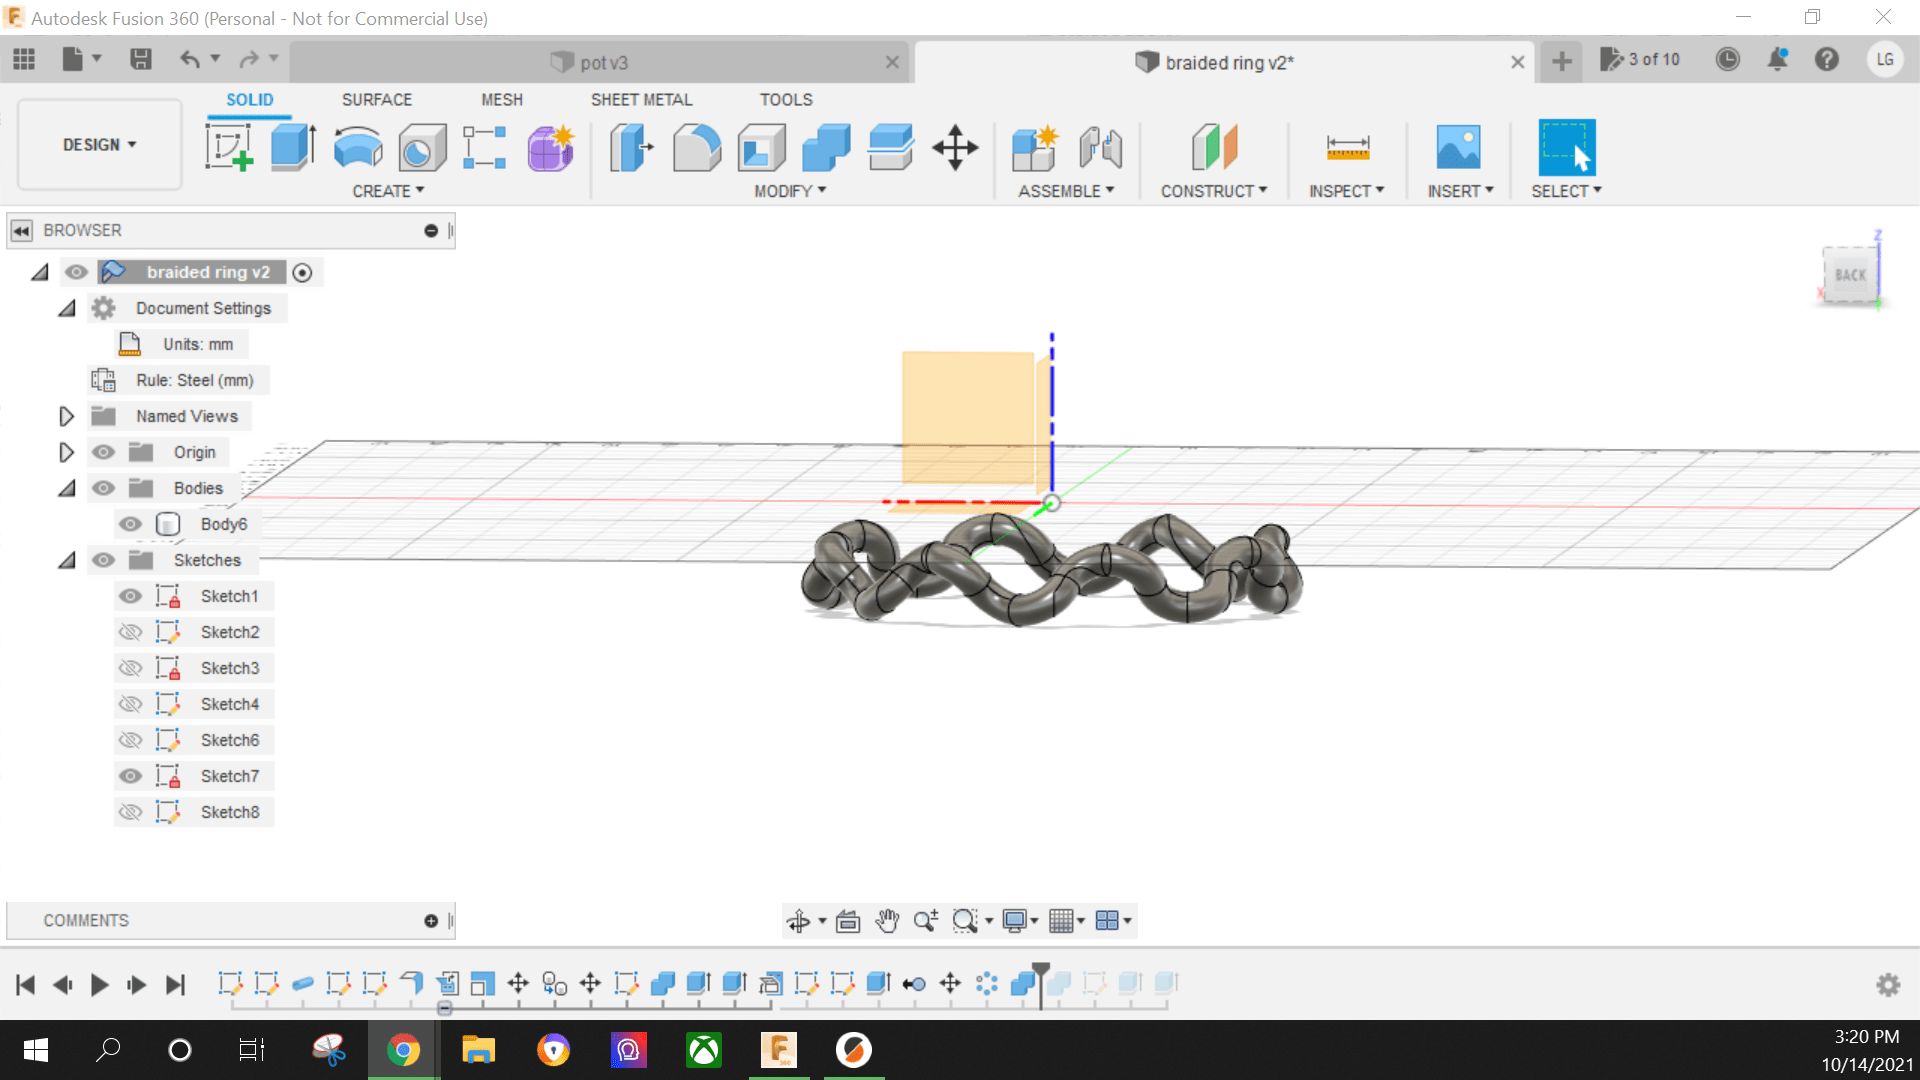 Autodesk Fusion 360 (Personal - Not for Commercial Use)
pot v3
braided ring v2*
3 of 10
LG
DESIGN
SOLID
SURFACE
MESH
SHEET METAL
TOOLS
CREATE
MODIFY
ASSEMBLE
CONSTRUCT
INSPECT
INSERT
SELECT
BROWSER
braided ring v2
Document Settings
Units: mm
Rule: Steel (mm)
Named Views
Origin
Bodies
Body6
Sketches
Sketch1
Sketch2
Sketch3
Sketch4
Sketch6
Sketch7
Sketch8
Z
BACK
X
COMMENTS
360
3:20 PM
10/14/2021